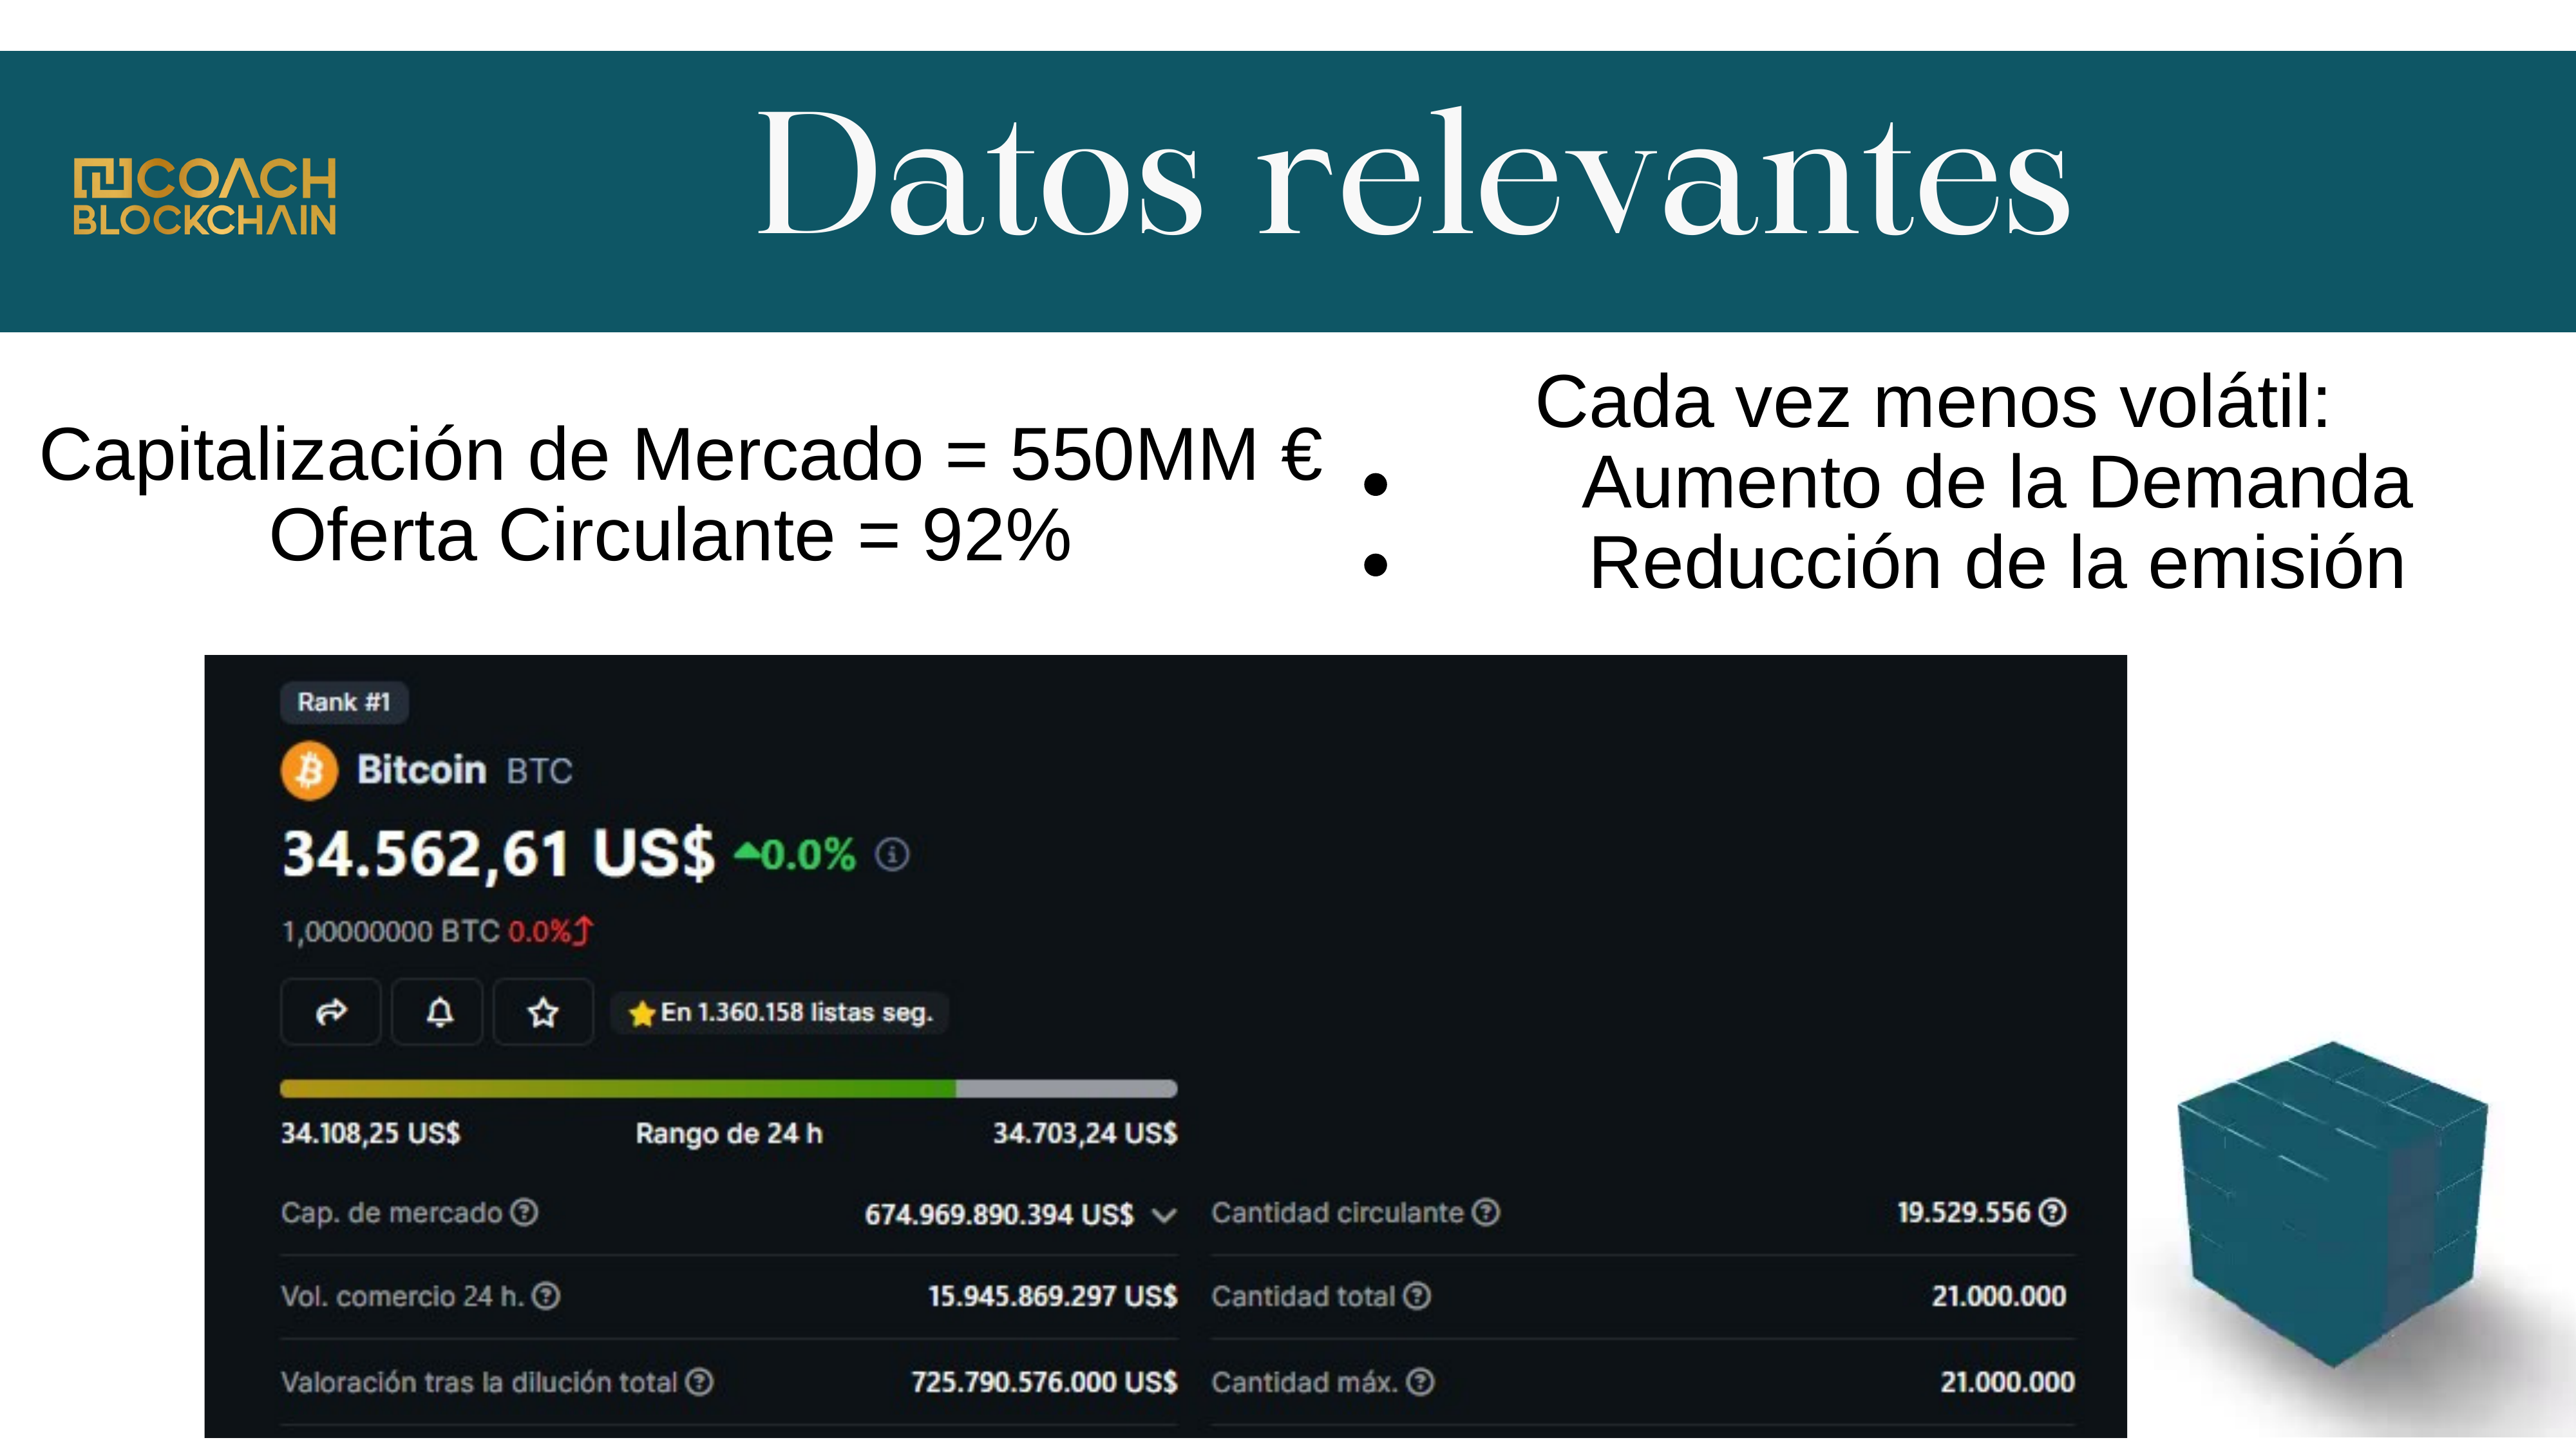 COACH
BLOCKCHAIN
Datos relevantes
Capitalización de Mercado = 550MM €
Oferta Circulante = 92%
Cada vez menos volátil:
• Aumento de la Demanda
• Reducción de la emisión
Rank #1
Bitcoin BTC
34.562,61 US$ 0.0%
1,00000000 BTC 0.0%
En 1.360.158 listas seg.
34.108,25 US$ Rango de 24 h 34.703,24 US$
Cap. de mercado 674.969.890.394 US$ Cantidad circulante 19.529.556
Vol. comercio 24 h. 15.945.869.297 US$ Cantidad total 21.000.000
Valoración tras la dilución total 725.790.576.000 US$ Cantidad máx. 21.000.000